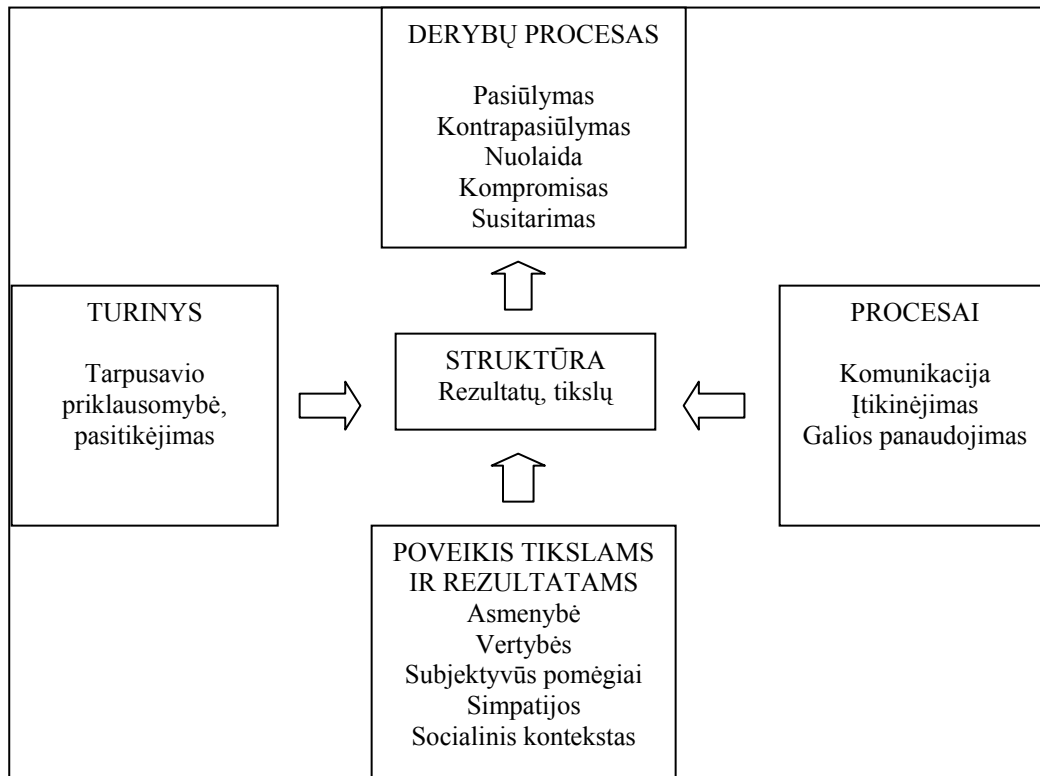 DERYBŲ PROCESAS
Pasiūlymas
Kontrapasiūlymas
Nuolaida
Kompromisas
Susitarimas
TURINYS
Tarpusavio
priklausomybė,
pasitikėjimas
STRUKTŪRA
Rezultatų, tikslų
PROCESAI
Komunikacija
Įtikinėjimas
Galios panaudojimas
POVEIKIS TIKSLAMS
IR REZULTATAMS
Asmenybė
Vertybės
Subjektyvūs pomėgiai
Simpatijos
Socialinis kontekstas